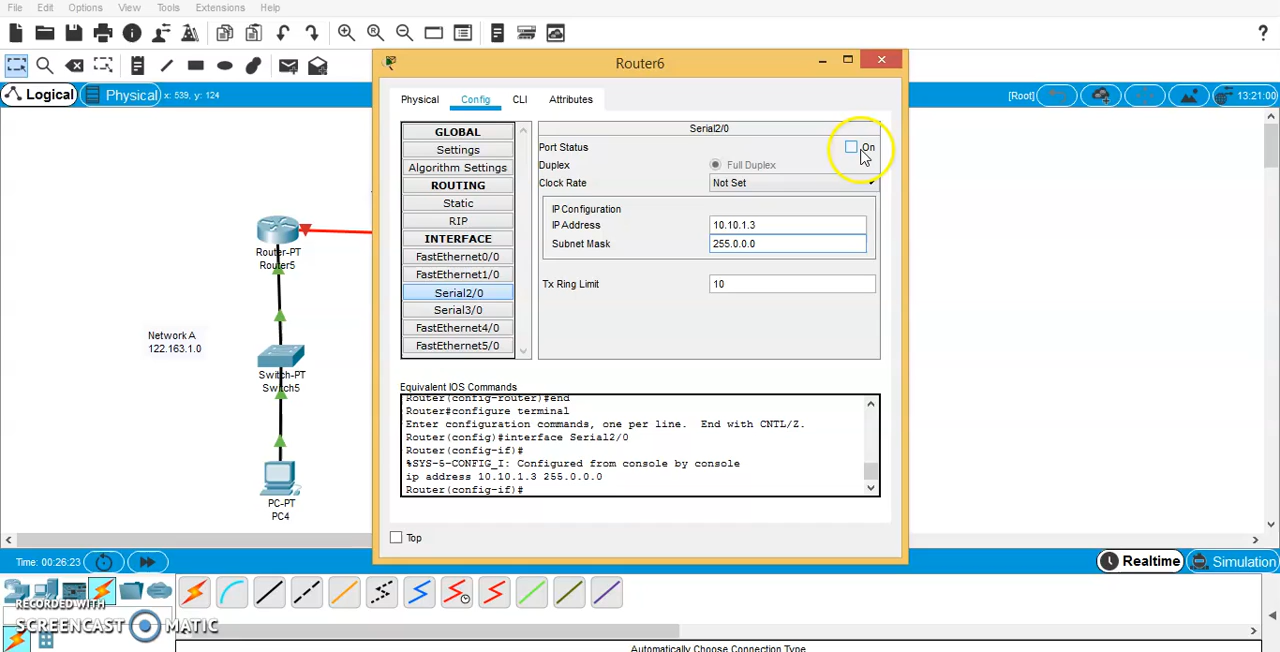 File Edit Options View Tools Extensions Help
?
Logical Physical x: 539, y: 124
[Root] 13:21:00
Router6
Physical Config CLI Attributes
GLOBAL
Settings
Algorithm Settings
ROUTING
Static
RIP
INTERFACE
FastEthernet0/0
FastEthernet1/0
Serial2/0
Serial3/0
FastEthernet4/0
FastEthernet5/0
Serial2/0
Port Status On
Duplex Full Duplex
Clock Rate Not Set
IP Configuration
IP Address 10.10.1.3
Subnet Mask 255.0.0.0
Tx Ring Limit 10
Equivalent IOS Commands
Router(config-router)#end
Router#configure terminal
Enter configuration commands, one per line. End with CNTL/Z.
Router(config)#interface Serial2/0
Router(config-if)#
%SYS-5-CONFIG_I: Configured from console by console
ip address 10.10.1.3 255.0.0.0
Router(config-if)#
Top
Router-PT
Router5
Network A
122.163.1.0
Switch-PT
Switch5
PC-PT
PC4
Time: 00:26:23
Realtime Simulation
RECORDED WITH
SCREENCAST MATIC
Automatically Choose Connection Type